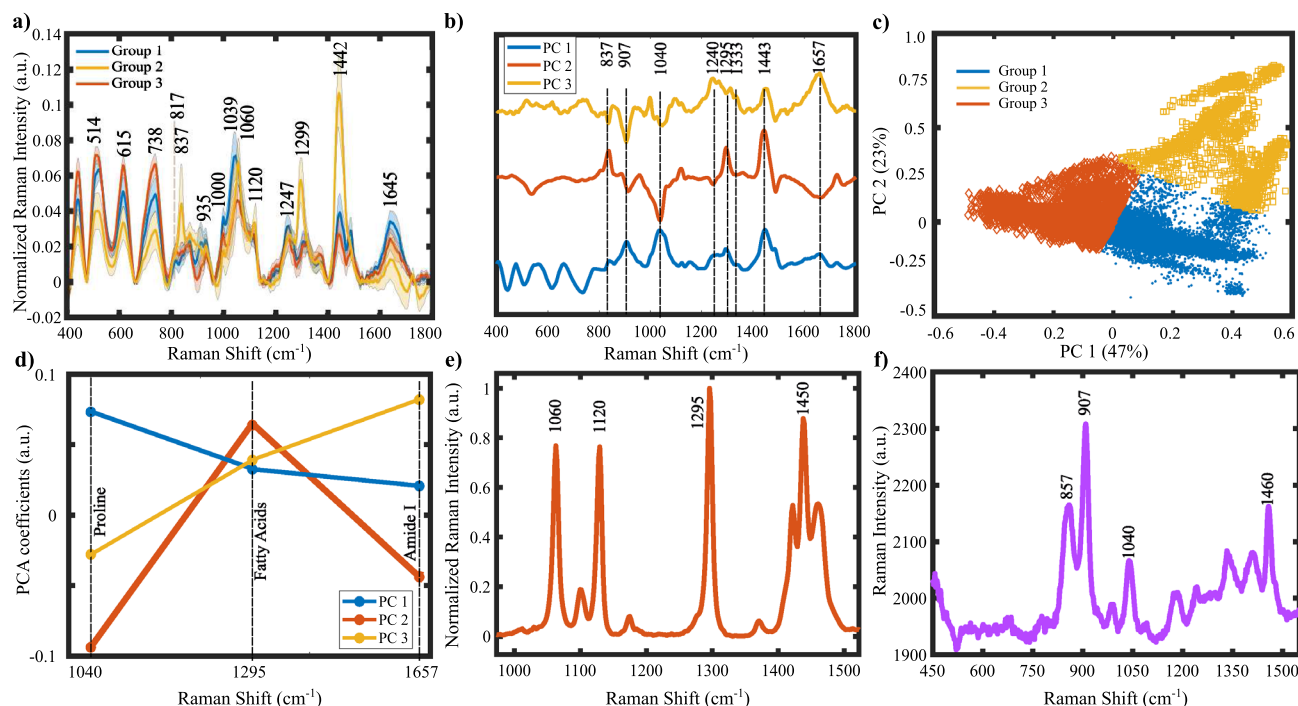 a)
Normalized Raman Intensity (a.u.)
0.14
0.12
0.10
0.08
0.06
0.04
0.02
0
-0.02
Group 1
Group 2
Group 3
514
615
738
817
837
935
1000
1039
1060
1120
1247
1299
1442
1645
400 600 800 1000 1200 1400 1600 1800
Raman Shift (cm⁻¹)
b)
PC 1
PC 2
PC 3
837
907
1040
1240
1295
1333
1443
1657
400 600 800 1000 1200 1400 1600 1800
Raman Shift (cm⁻¹)
c)
PC 2 (23%)
1.0
0.75
0.5
0.25
0
-0.25
-0.5
Group 1
Group 2
Group 3
-0.6 -0.4 -0.2 0 0.2 0.4 0.6
PC 1 (47%)
d)
PCA coefficients (a.u.)
0.1
0
-0.1
Proline
Fatty Acids
Amide I
PC 1
PC 2
PC 3
1040 1295 1657
Raman Shift (cm⁻¹)
e)
Normalized Raman Intensity (a.u.)
1
0.8
0.6
0.4
0.2
0
1060
1120
1295
1450
1000 1100 1200 1300 1400 1500
Raman Shift (cm⁻¹)
f)
Raman Intensity (a.u.)
2400
2300
2200
2100
2000
1900
857
907
1040
1460
450 600 750 900 1050 1200 1350 1500
Raman Shift (cm⁻¹)